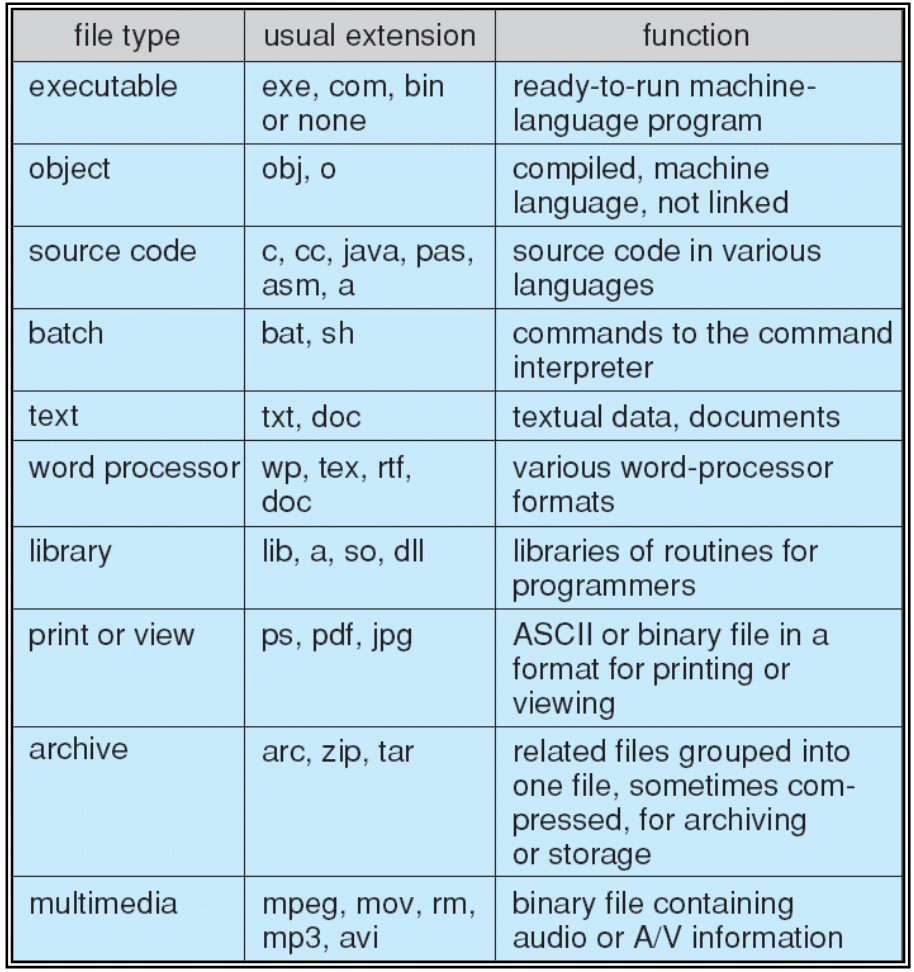 file type usual extension function
executable exe, com, bin ready-to-run machine-
or none language program
object obj, o compiled, machine
language, not linked
source code c, cc, java, pas, source code in various
asm, a languages
batch bat, sh commands to the command
interpreter
text txt, doc textual data, documents
word processor wp, tex, rtf, various word-processor
doc formats
library lib, a, so, dll libraries of routines for
programmers
print or view ps, pdf, jpg ASCII or binary file in a
format for printing or
viewing
archive arc, zip, tar related files grouped into
one file, sometimes com-
pressed, for archiving
or storage
multimedia mpeg, mov, rm, binary file containing
mp3, avi audio or A/V information